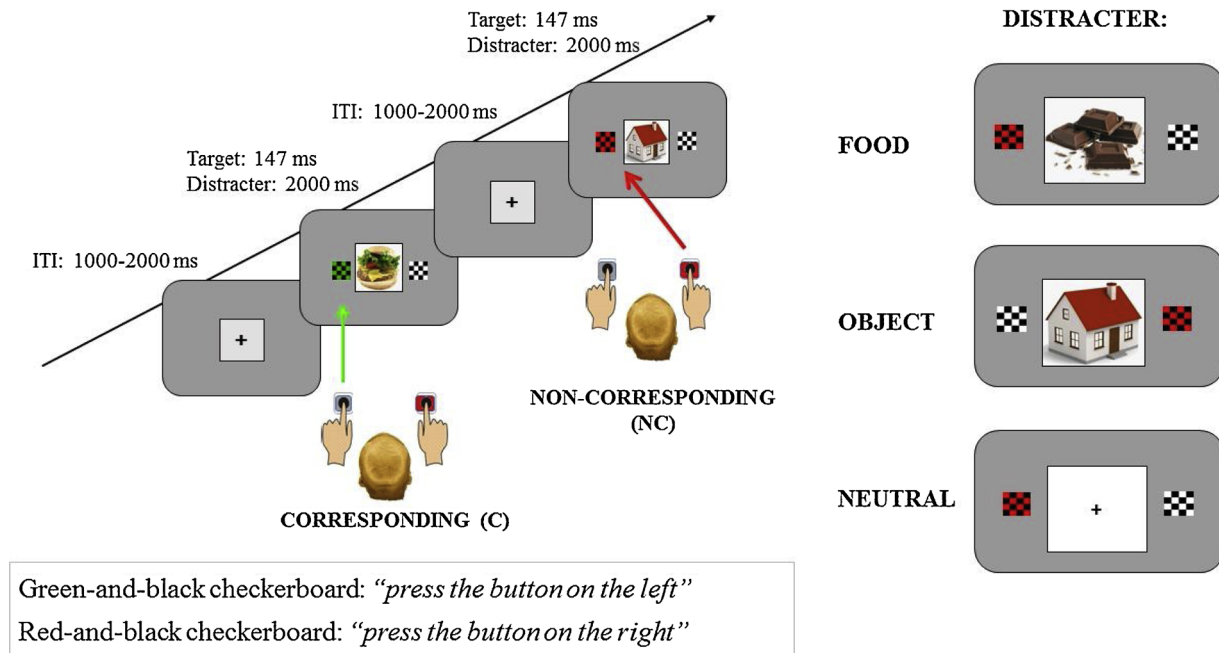 Target: 147 ms
Distracter: 2000 ms
ITI: 1000-2000 ms
Target: 147 ms
Distracter: 2000 ms
ITI: 1000-2000 ms
+
+
NON-CORRESPONDING
(NC)
CORRESPONDING (C)
DISTRACTER:
FOOD
OBJECT
NEUTRAL
+
Green-and-black checkerboard: “press the button on the left”
Red-and-black checkerboard: “press the button on the right”